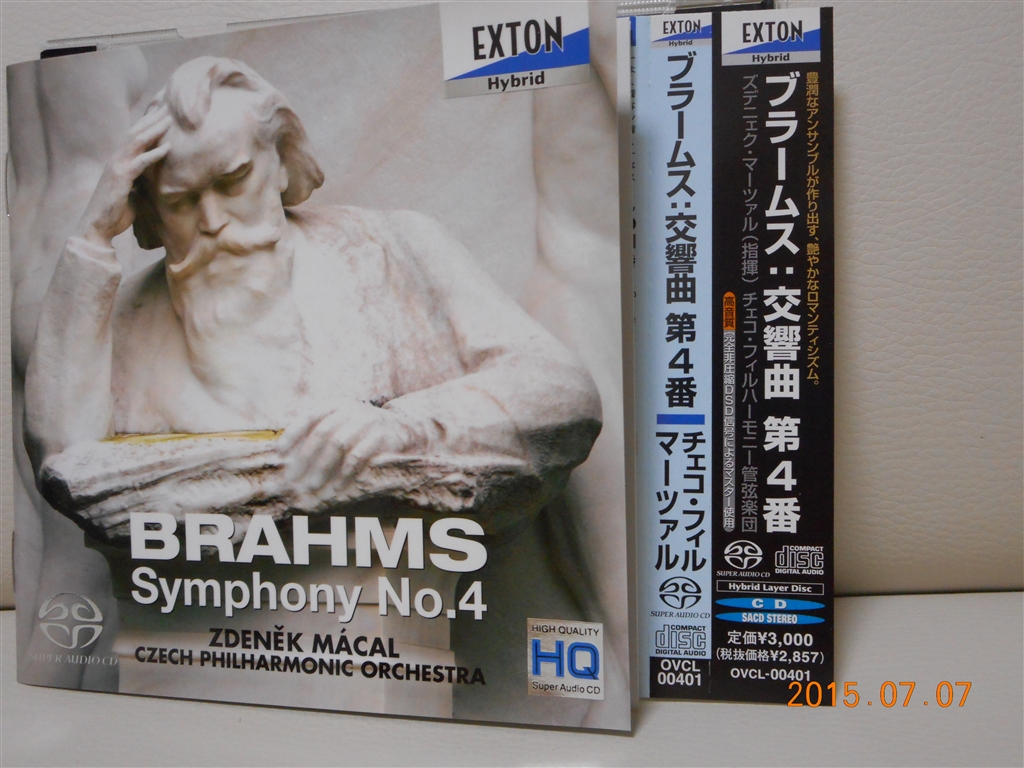 EXTON
Hybrid
BRAHMS
Symphony No.4
ZDENĚK MÁCAL
CZECH PHILHARMONIC ORCHESTRA
SUPER AUDIO CD
HIGH QUALITY
HQ
Super Audio CD
EXTON
Hybrid
ブラームス:交響曲 第4番
チェコ・フィル
マーツァル
SUPER AUDIO CD
COMPACT
disc
DIGITAL AUDIO
OVCL
00401
EXTON
Hybrid
豊潤なアンサンブルが作り出す、艶やかなロマンティシズム。
ブラームス:交響曲 第4番
ズデニェク・マーツァル(指揮) チェコ・フィルハーモニー管弦楽団
高音質 (完全非圧縮DSD信号によるマスター使用)
SUPER AUDIO CD
COMPACT
disc
DIGITAL AUDIO
Hybrid Layer Disc
CD
SACD STEREO
定価¥3,000
(税抜価格¥2,857)
OVCL-00401
2015.07.07